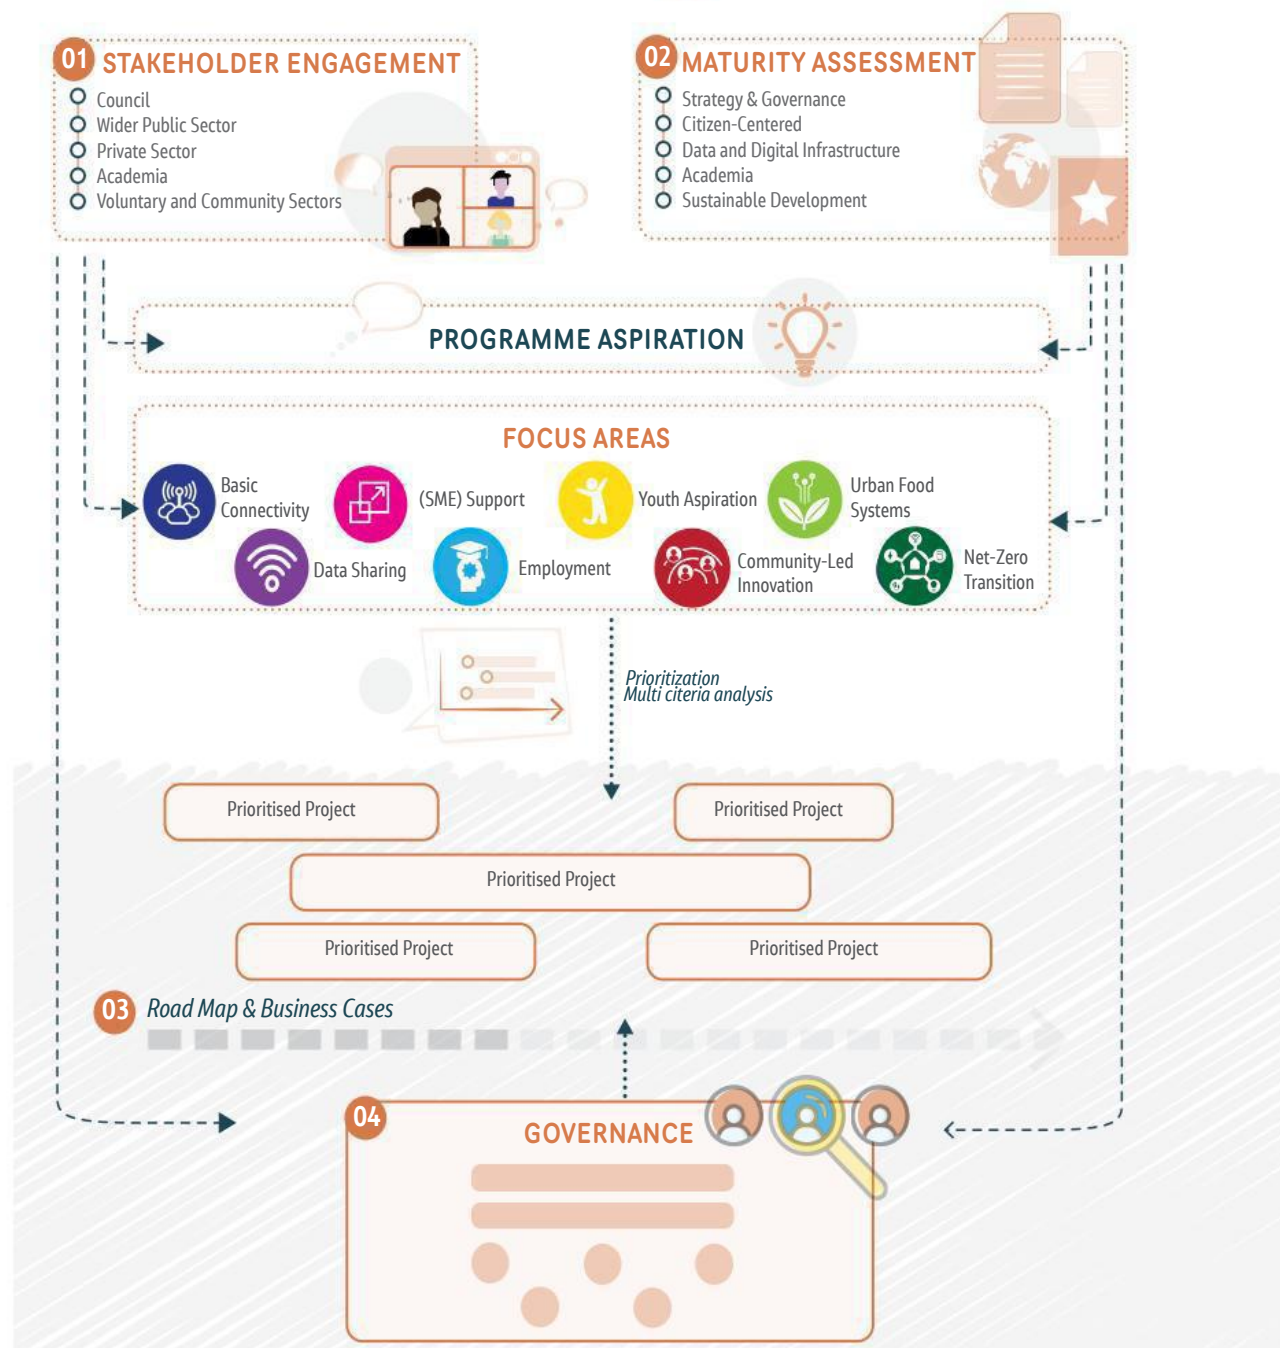 01 STAKEHOLDER ENGAGEMENT
Council
Wider Public Sector
Private Sector
Academia
Voluntary and Community Sectors
02 MATURITY ASSESSMENT
Strategy & Governance
Citizen-Centered
Data and Digital Infrastructure
Academia
Sustainable Development
PROGRAMME ASPIRATION
FOCUS AREAS
Basic
Connectivity
(SME) Support
Youth Aspiration
Urban Food
Systems
Data Sharing
Employment
Community-Led
Innovation
Net-Zero
Transition
Prioritization
Multi citeria analysis
Prioritised Project
Prioritised Project
Prioritised Project
Prioritised Project
Prioritised Project
03 Road Map & Business Cases
04
GOVERNANCE